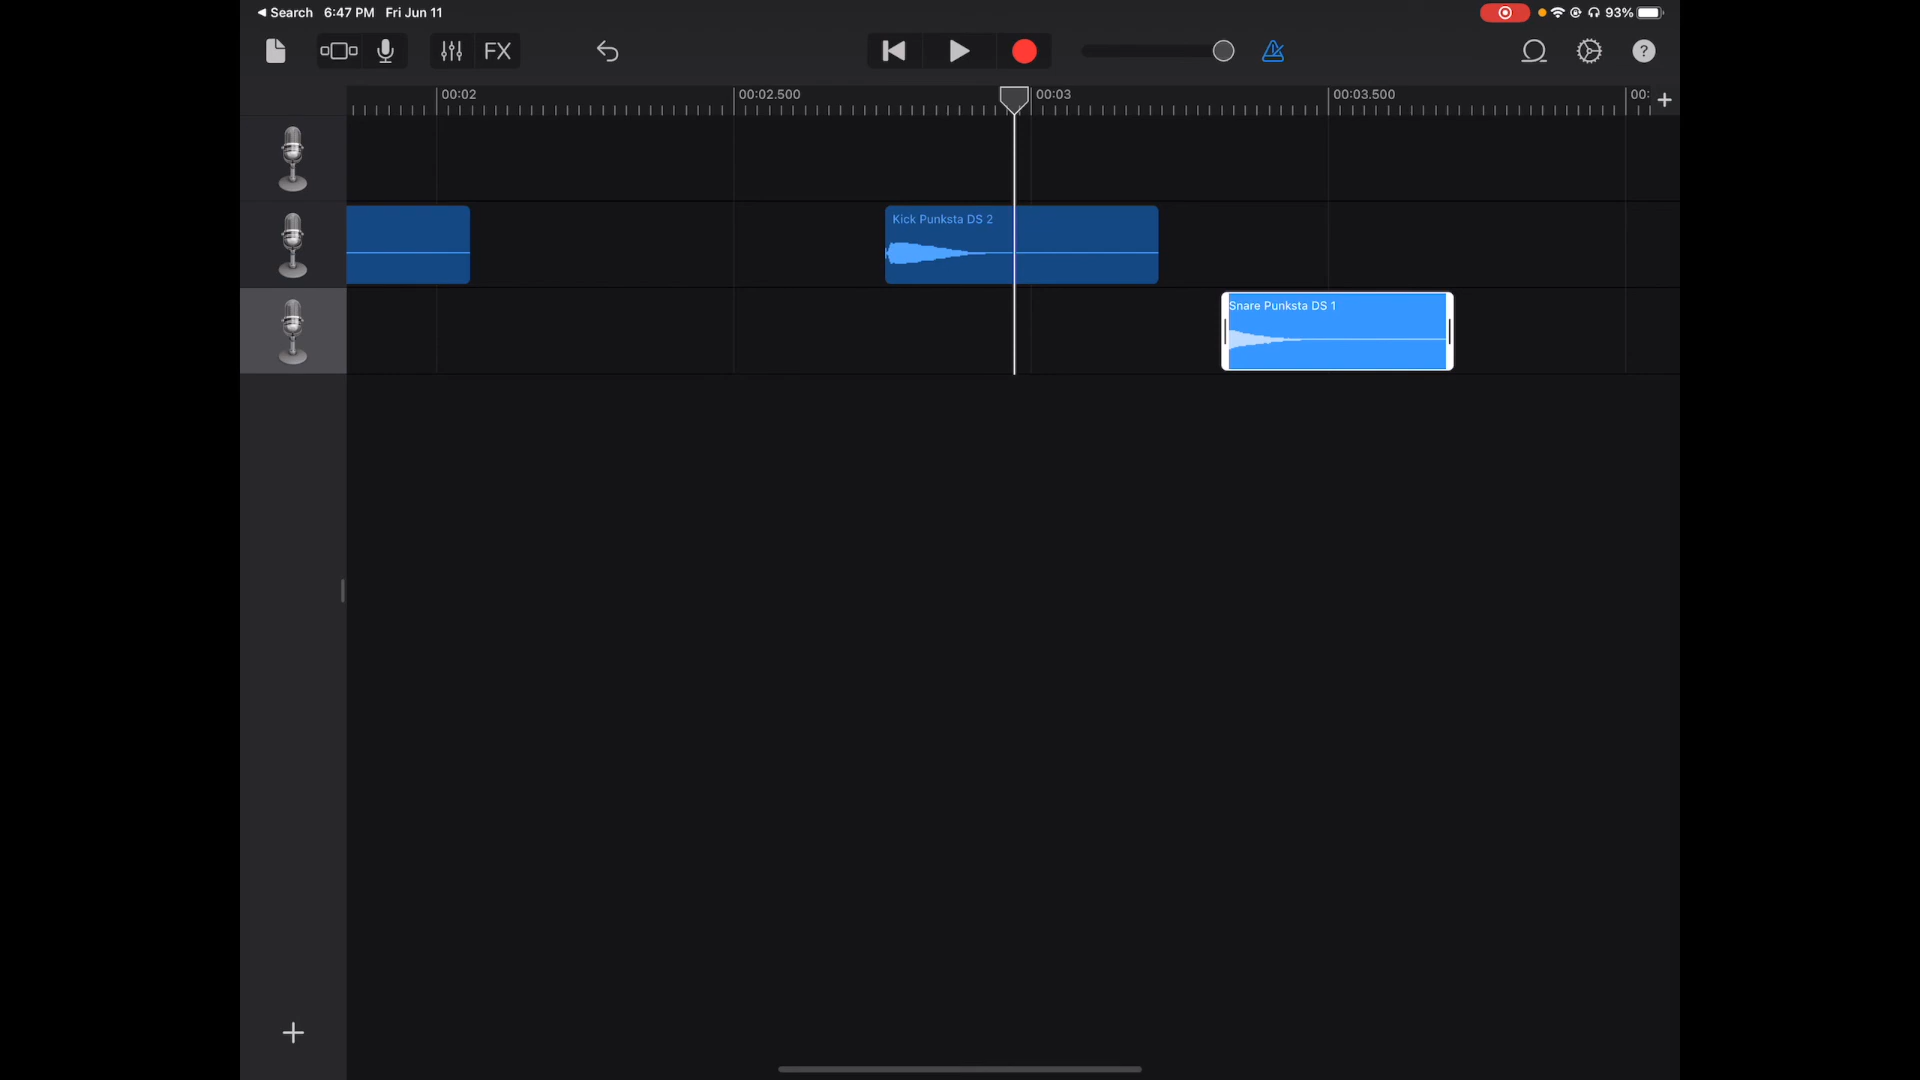 ◀ Search 6:47 PM Fri Jun 11 93%
FX
?
00:02 00:02.500 00:03 00:03.500 00:
Kick Punksta DS 2
Snare Punksta DS 1